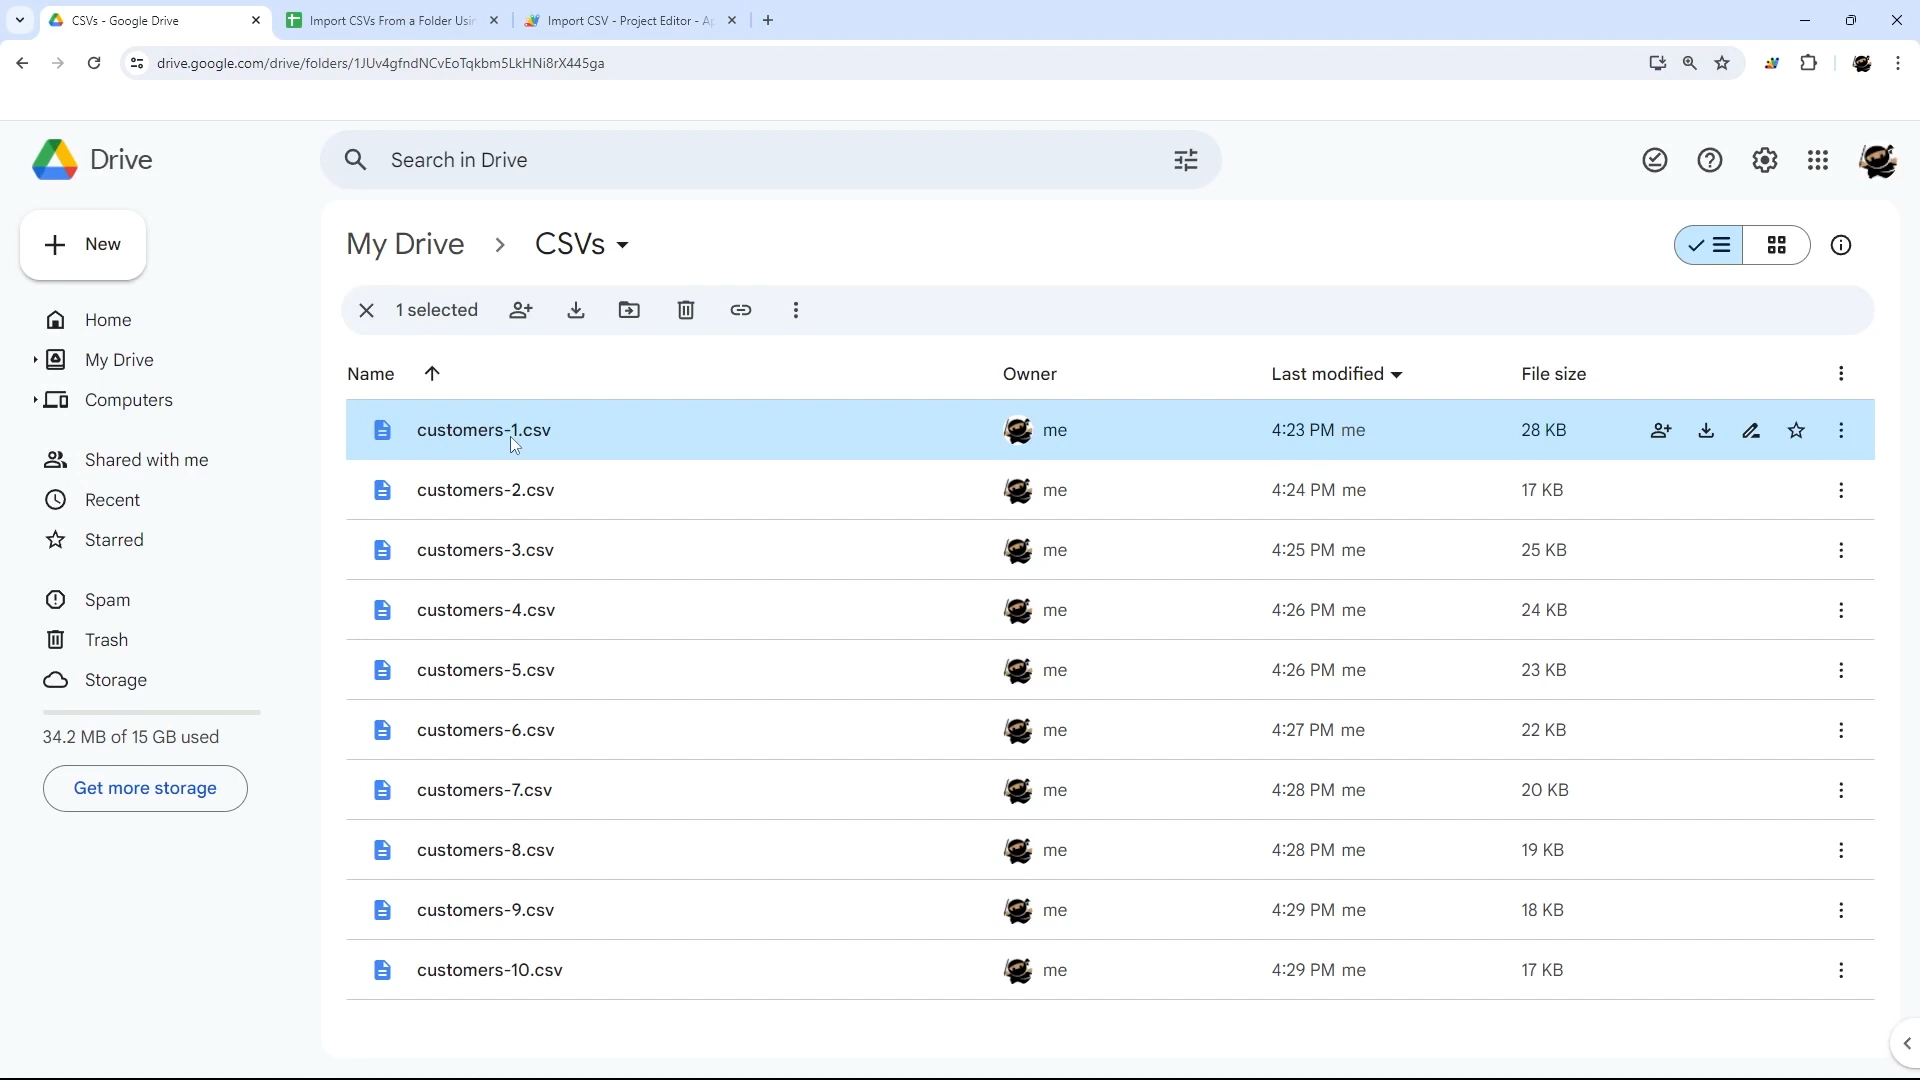 CSVs - Google Drive
Import CSVs From a Folder Usin
Import CSV - Project Editor - Ap
drive.google.com/drive/folders/1JUv4gfndNCvEoTqkbm5LkHNi8rX445ga
Drive
Search in Drive
New
My Drive > CSVs
1 selected
Home
My Drive
Computers
Shared with me
Recent
Starred
Spam
Trash
Storage
34.2 MB of 15 GB used
Get more storage
Name Owner Last modified File size
customers-1.csv me 4:23 PM me 28 KB
customers-2.csv me 4:24 PM me 17 KB
customers-3.csv me 4:25 PM me 25 KB
customers-4.csv me 4:26 PM me 24 KB
customers-5.csv me 4:26 PM me 23 KB
customers-6.csv me 4:27 PM me 22 KB
customers-7.csv me 4:28 PM me 20 KB
customers-8.csv me 4:28 PM me 19 KB
customers-9.csv me 4:29 PM me 18 KB
customers-10.csv me 4:29 PM me 17 KB